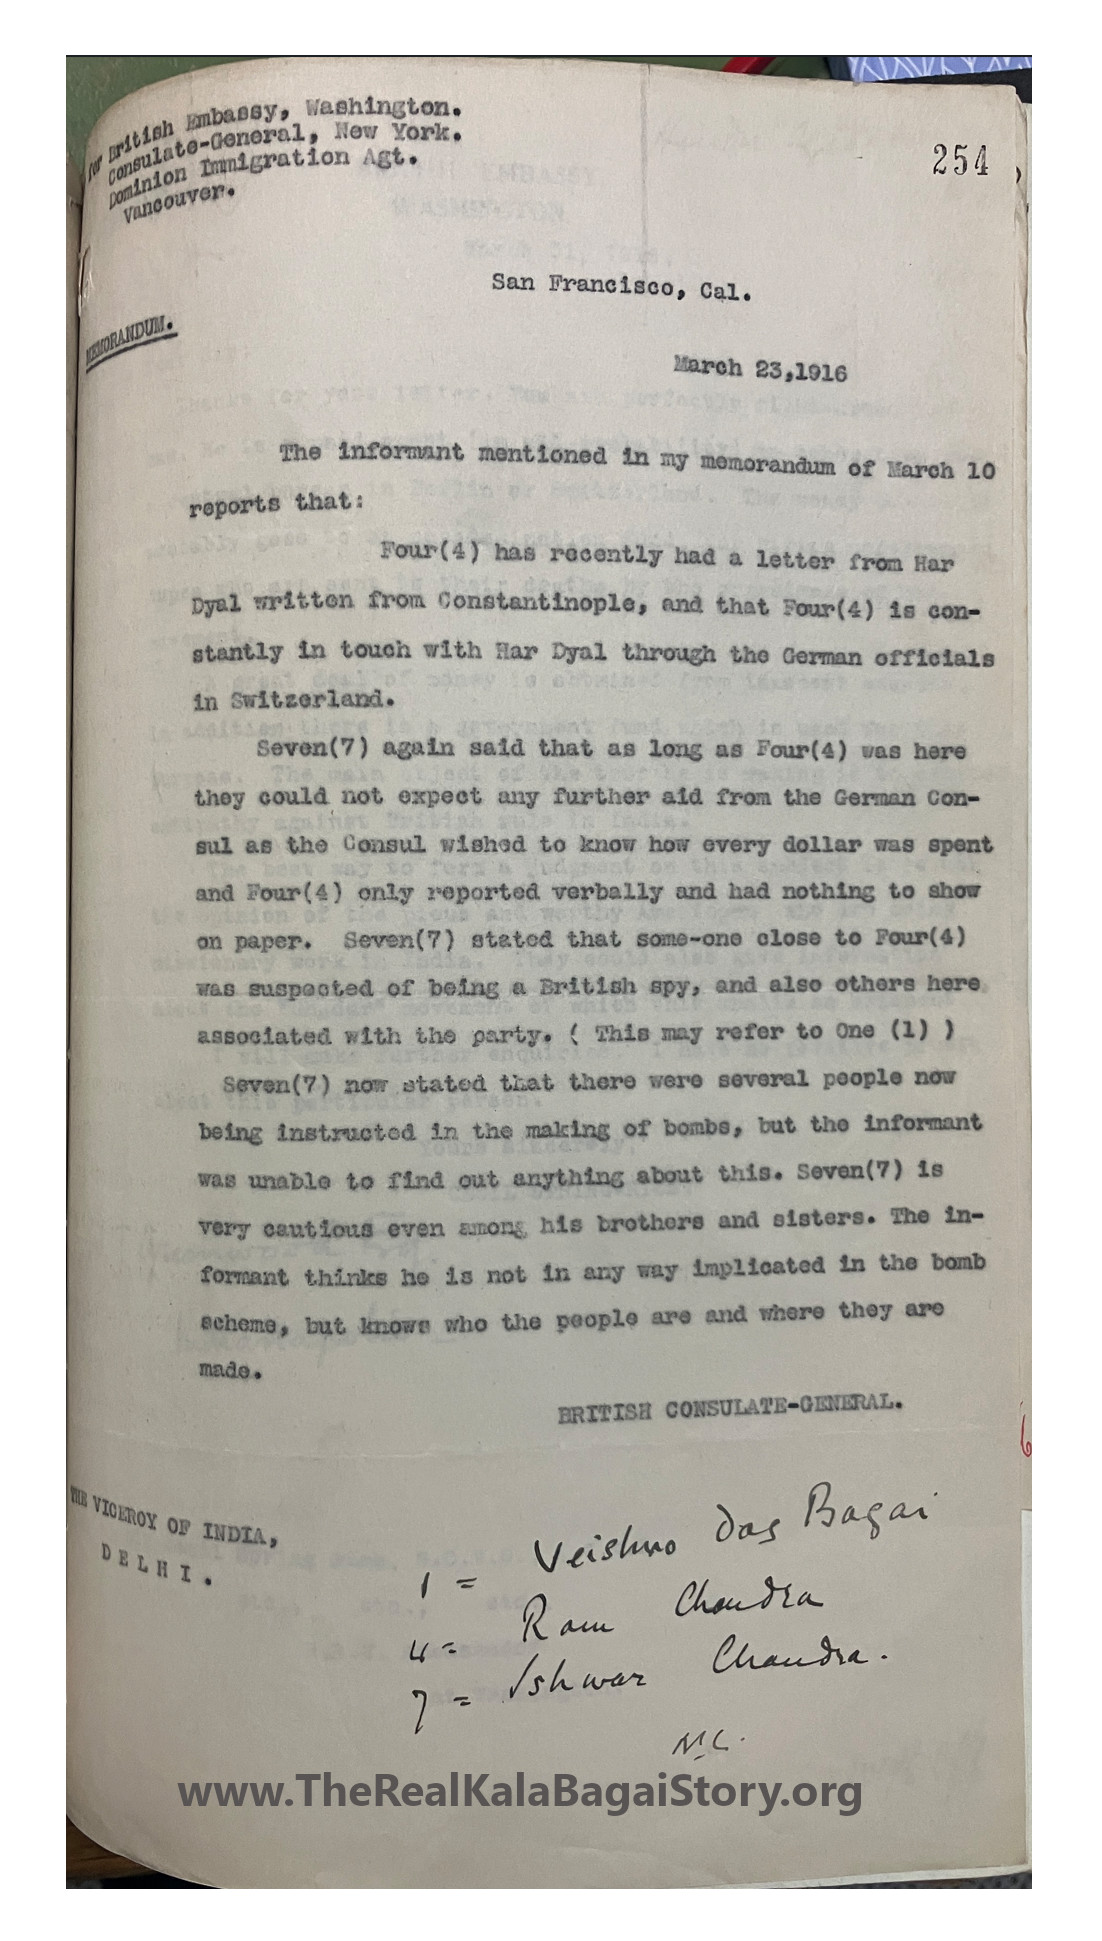 for British Embassy, Washington.
Consulate-General, New York.
Dominion Immigration Agt.
Vancouver.
254
San Francisco, Cal.
MEMORANDUM.
March 23,1916
The informant mentioned in my memorandum of March 10
reports that:
Four(4) has recently had a letter from Har
Dyal written from Constantinople, and that Four(4) is con-
stantly in touch with Har Dyal through the German officials
in Switzerland.
Seven(7) again said that as long as Four(4) was here
they could not expect any further aid from the German Con-
sul as the Consul wished to know how every dollar was spent
and Four(4) only reported verbally and had nothing to show
on paper. Seven(7) stated that some-one close to Four(4)
was suspected of being a British spy, and also others here
associated with the party. ( This may refer to One (1) )
Seven(7) now stated that there were several people now
being instructed in the making of bombs, but the informant
was unable to find out anything about this. Seven(7) is
very cautious even among his brothers and sisters. The in-
formant thinks he is not in any way implicated in the bomb
scheme, but knows who the people are and where they are
made.
BRITISH CONSULATE-GENERAL.
THE VICEROY OF INDIA,
DELHI.
1 = Veishno Das Bagai
4 = Ram Chandra
7 = Ishwar Chandra.
www.TheRealKalaBagaiStory.org